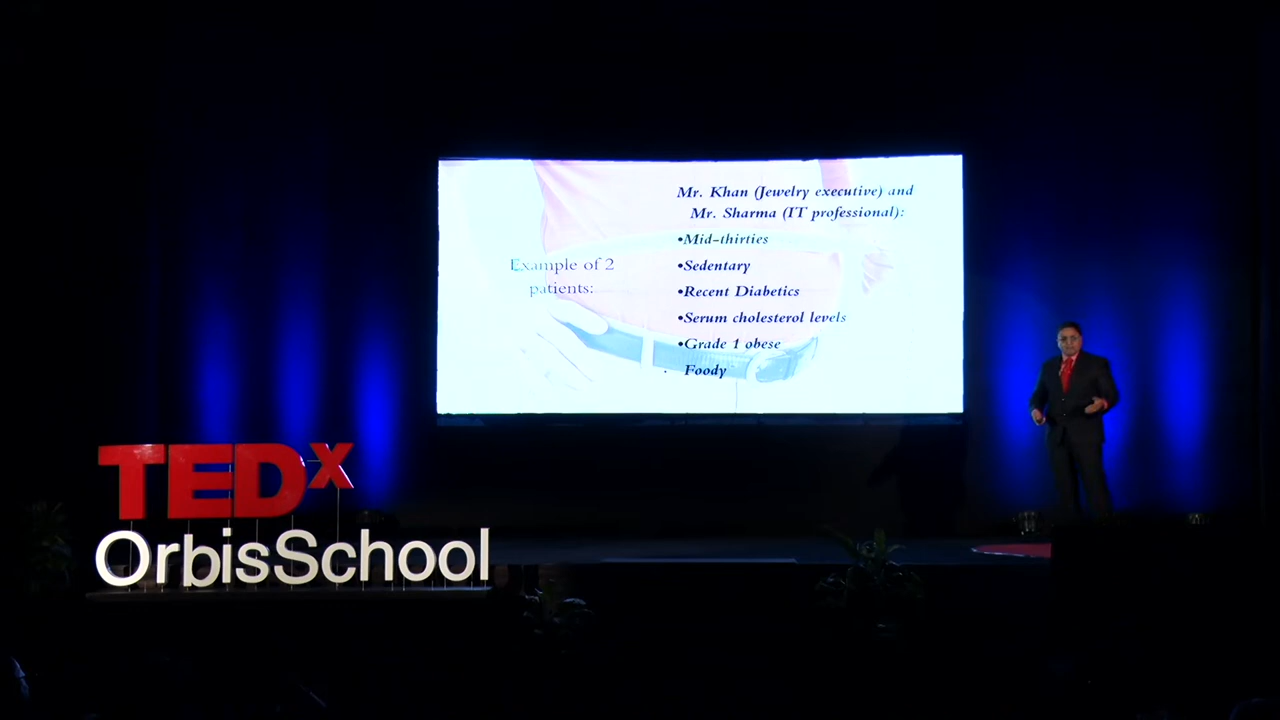 Example of 2
patients:
Mr. Khan (Jewelry executive) and
Mr. Sharma (IT professional):
•Mid-thirties
•Sedentary
•Recent Diabetics
•Serum cholesterol levels
•Grade 1 obese
• Foody
TEDx
OrbisSchool